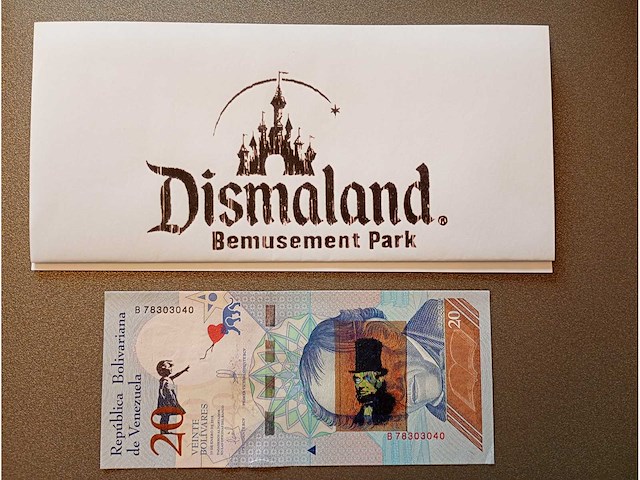 Dismaland®
Bemusement Park
B 78303040
República Bolivariana
de Venezuela
20
VEINTE
BOLÍVARES
20
B 78303040